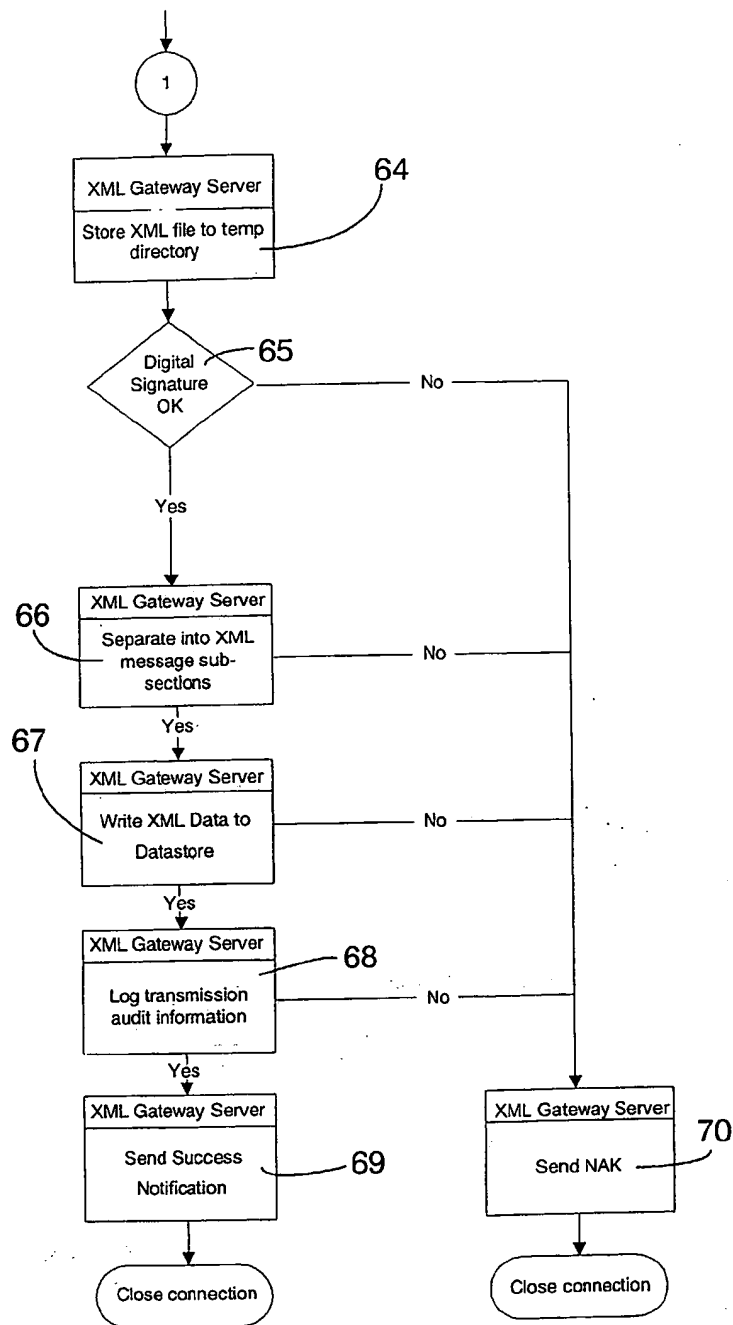 1
XML Gateway Server
64
Store XML file to temp
directory
Digital
Signature
OK
65
No
Yes
XML Gateway Server
66
Separate into XML
message sub-
sections
No
Yes
67
XML Gateway Server
Write XML Data to
Datastore
No
Yes
XML Gateway Server
68
Log transmission
audit information
No
Yes
XML Gateway Server
Send Success
Notification
69
XML Gateway Server
Send NAK
70
Close connection
Close connection